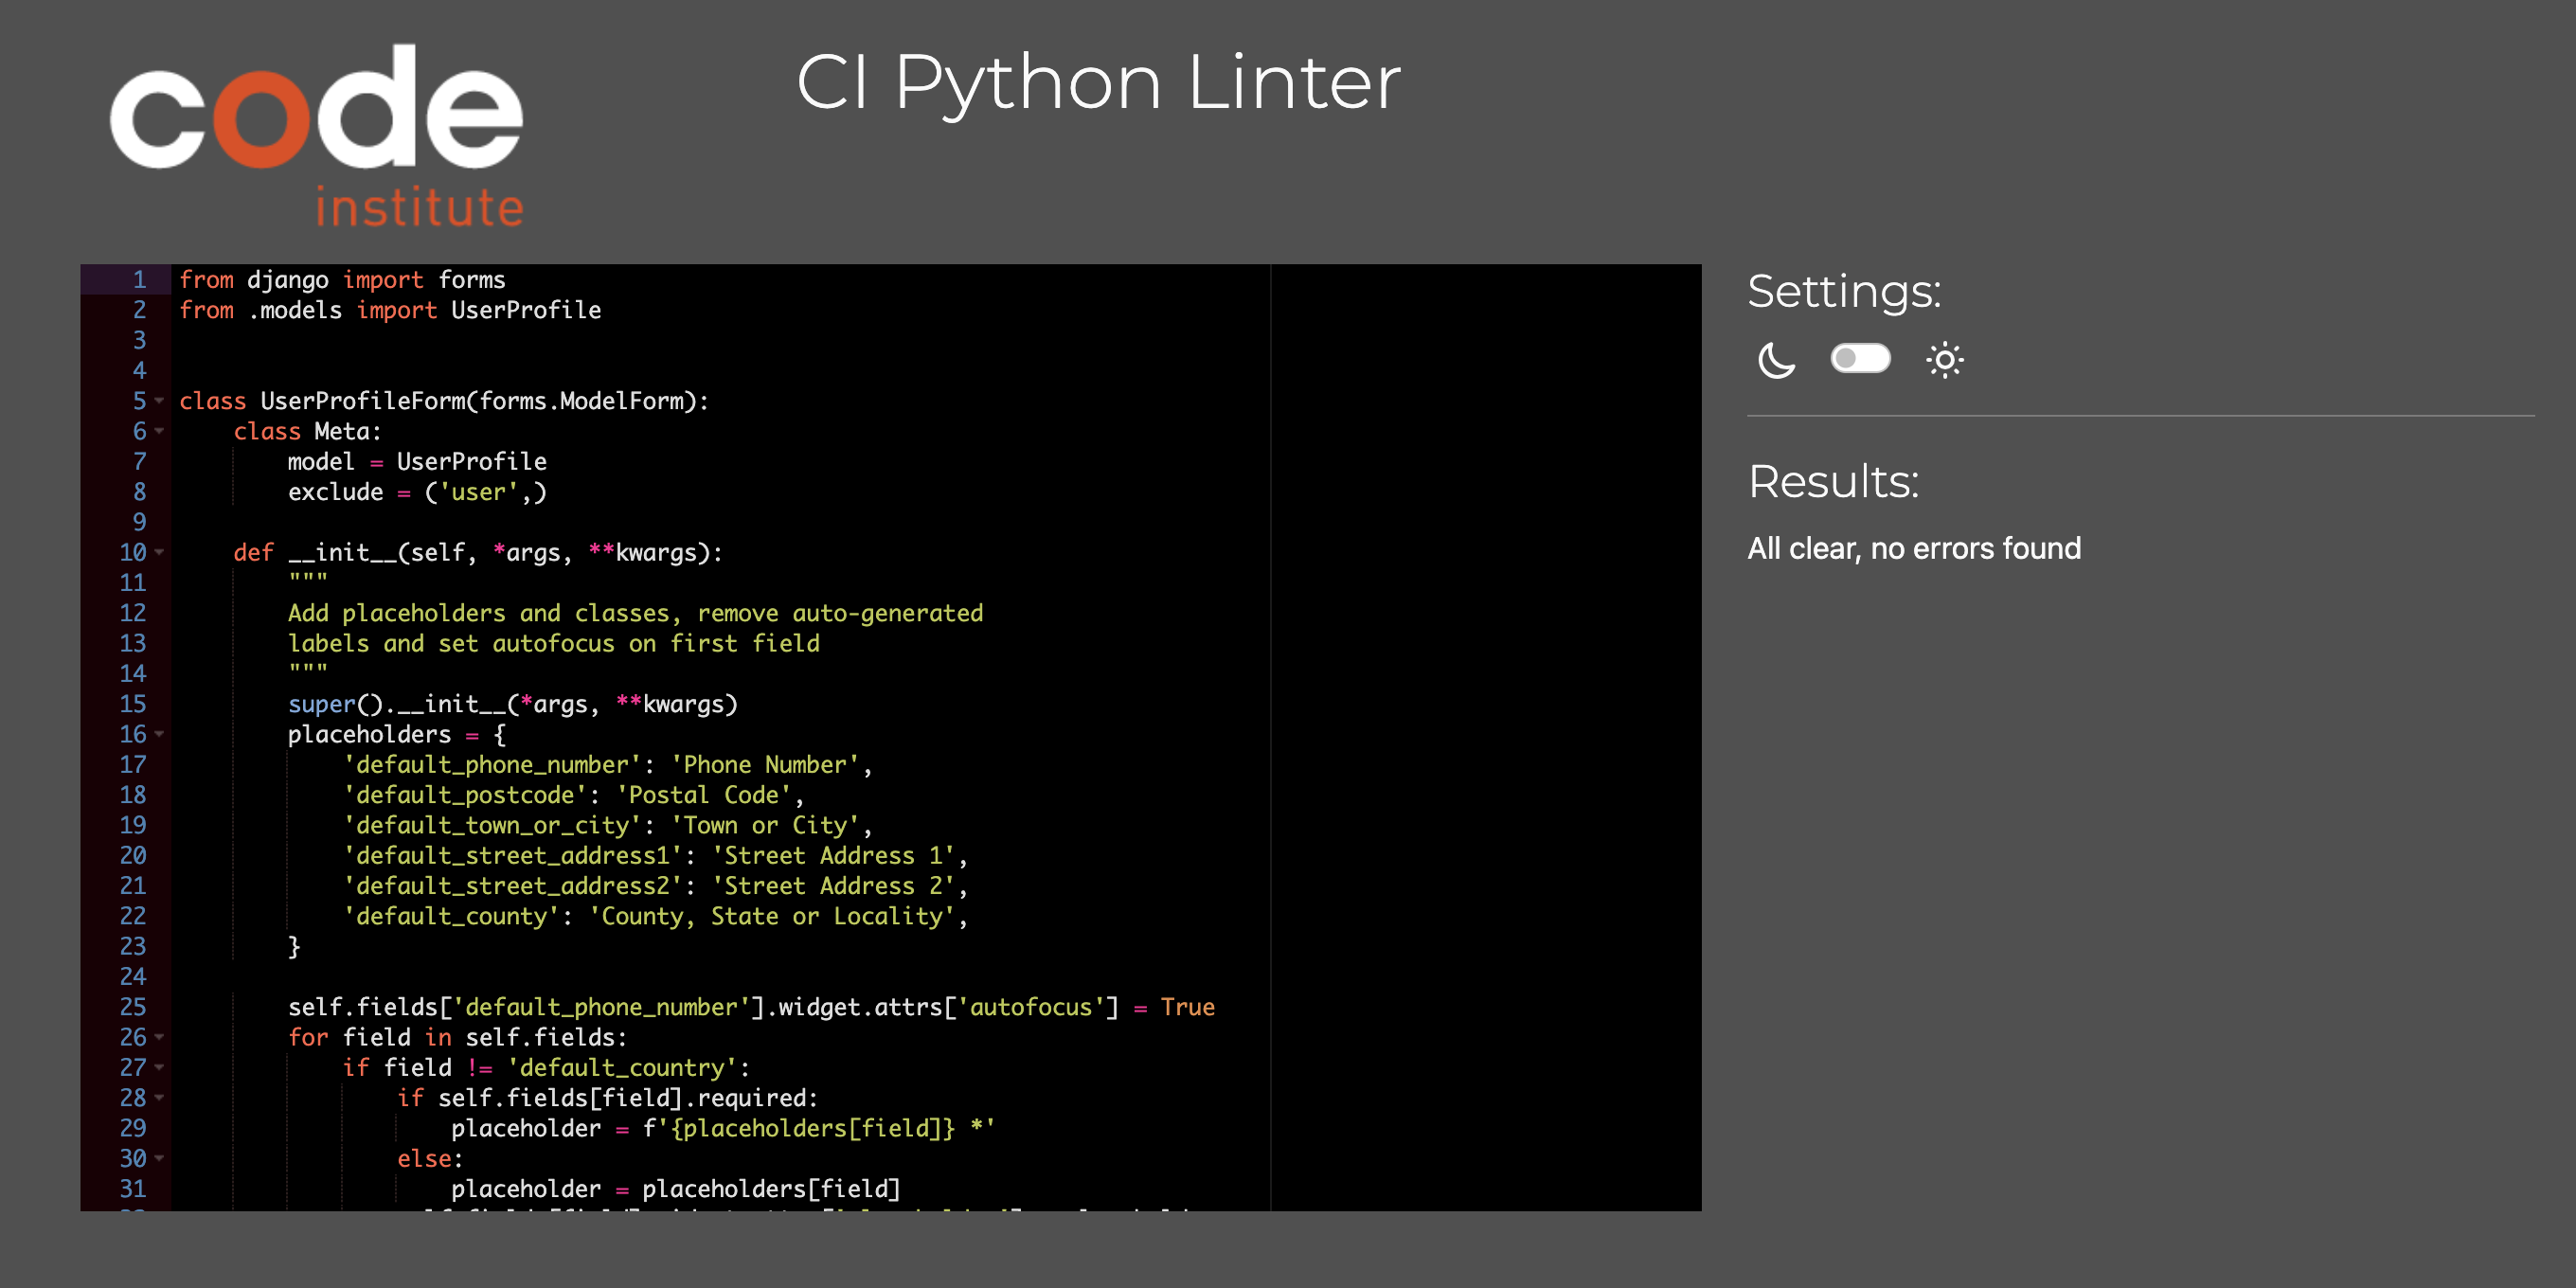 code
institute
CI Python Linter
1 from django import forms
2 from .models import UserProfile
3
4
5 class UserProfileForm(forms.ModelForm):
6     class Meta:
7         model = UserProfile
8         exclude = ('user',)
9
10     def __init__(self, *args, **kwargs):
11         """
12         Add placeholders and classes, remove auto-generated
13         labels and set autofocus on first field
14         """
15         super().__init__(*args, **kwargs)
16         placeholders = {
17             'default_phone_number': 'Phone Number',
18             'default_postcode': 'Postal Code',
19             'default_town_or_city': 'Town or City',
20             'default_street_address1': 'Street Address 1',
21             'default_street_address2': 'Street Address 2',
22             'default_county': 'County, State or Locality',
23         }
24
25         self.fields['default_phone_number'].widget.attrs['autofocus'] = True
26         for field in self.fields:
27             if field != 'default_country':
28                 if self.fields[field].required:
29                     placeholder = f'{placeholders[field]} *'
30                 else:
31                     placeholder = placeholders[field]
Settings:
Results:
All clear, no errors found